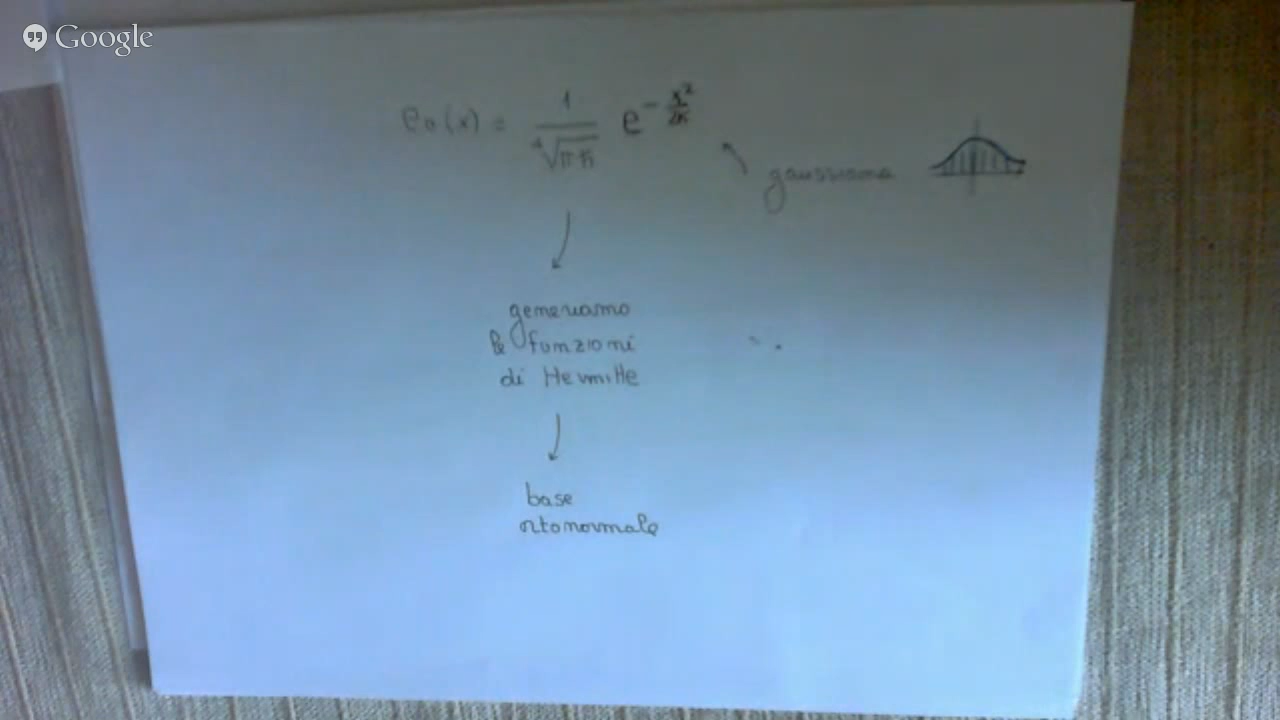 Google
e₀(x) = 1/⁴√(πℏ) e^(-x²/2ℏ)
gaussiana
generiamo
le funzioni
di Hermite
base
ortonormale